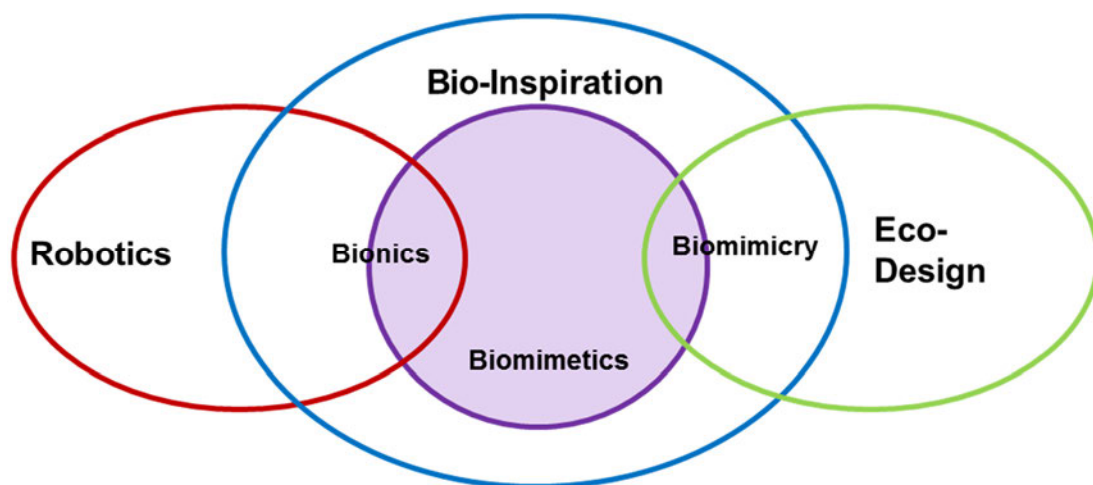 Bio-Inspiration
Robotics
Bionics
Biomimicry
Eco-
Design
Biomimetics